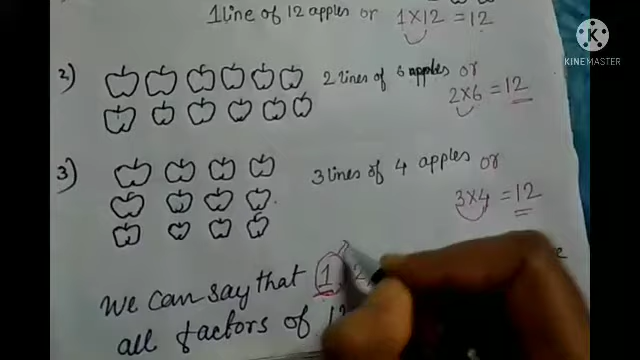 1 line of 12 apples or 1×12 = 12
2) 2 lines of 6 apples or
2×6 = 12
3) 3 lines of 4 apples or
3×4 = 12
We can say that 1, 2,
all factors of 12
KINEMASTER